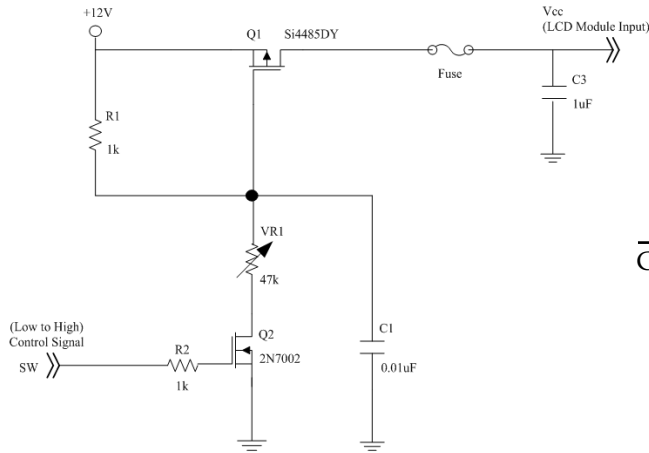 +12V
Q1
Si4485DY
Vcc
(LCD Module Input)
Fuse
C3
1uF
R1
1k
VR1
47k
(Low to High)
Control Signal
SW
R2
1k
Q2
2N7002
C1
0.01uF